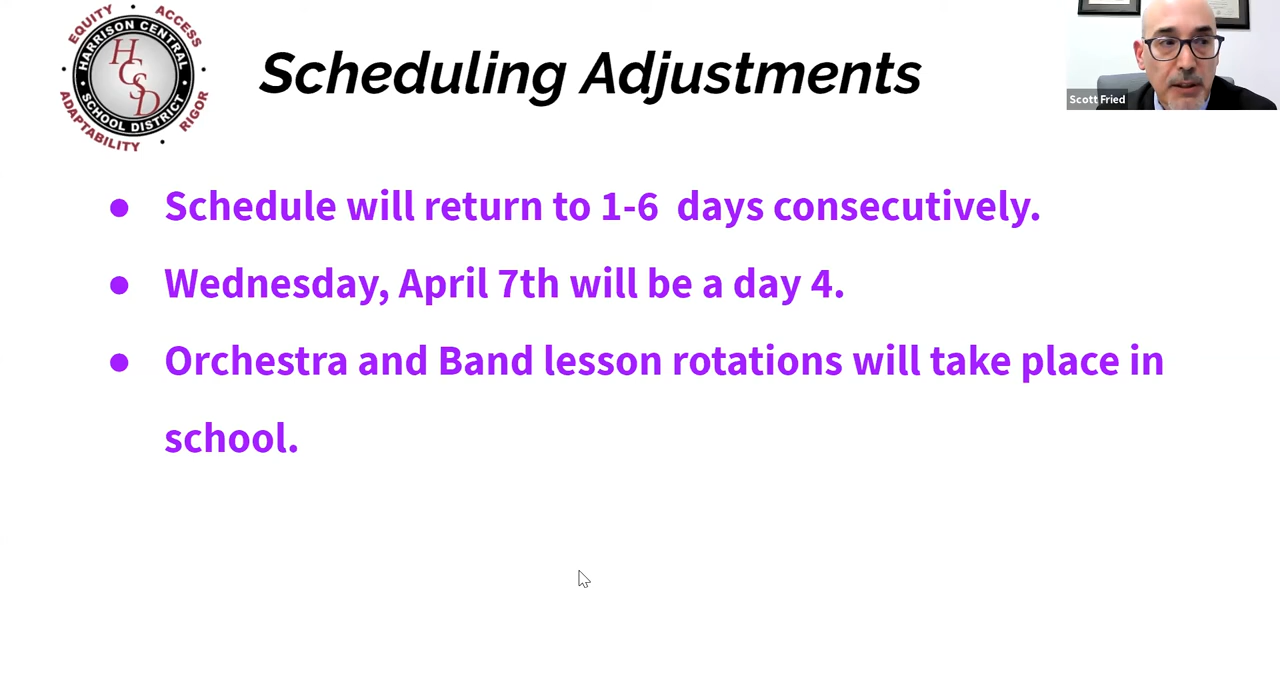 EQUITY ACCESS
HARRISON CENTRAL
HCSD
SCHOOL DISTRICT
ADAPTABILITY RIGOR
Scheduling Adjustments
Scott Fried
● Schedule will return to 1-6  days consecutively.
● Wednesday, April 7th will be a day 4.
● Orchestra and Band lesson rotations will take place in
school.